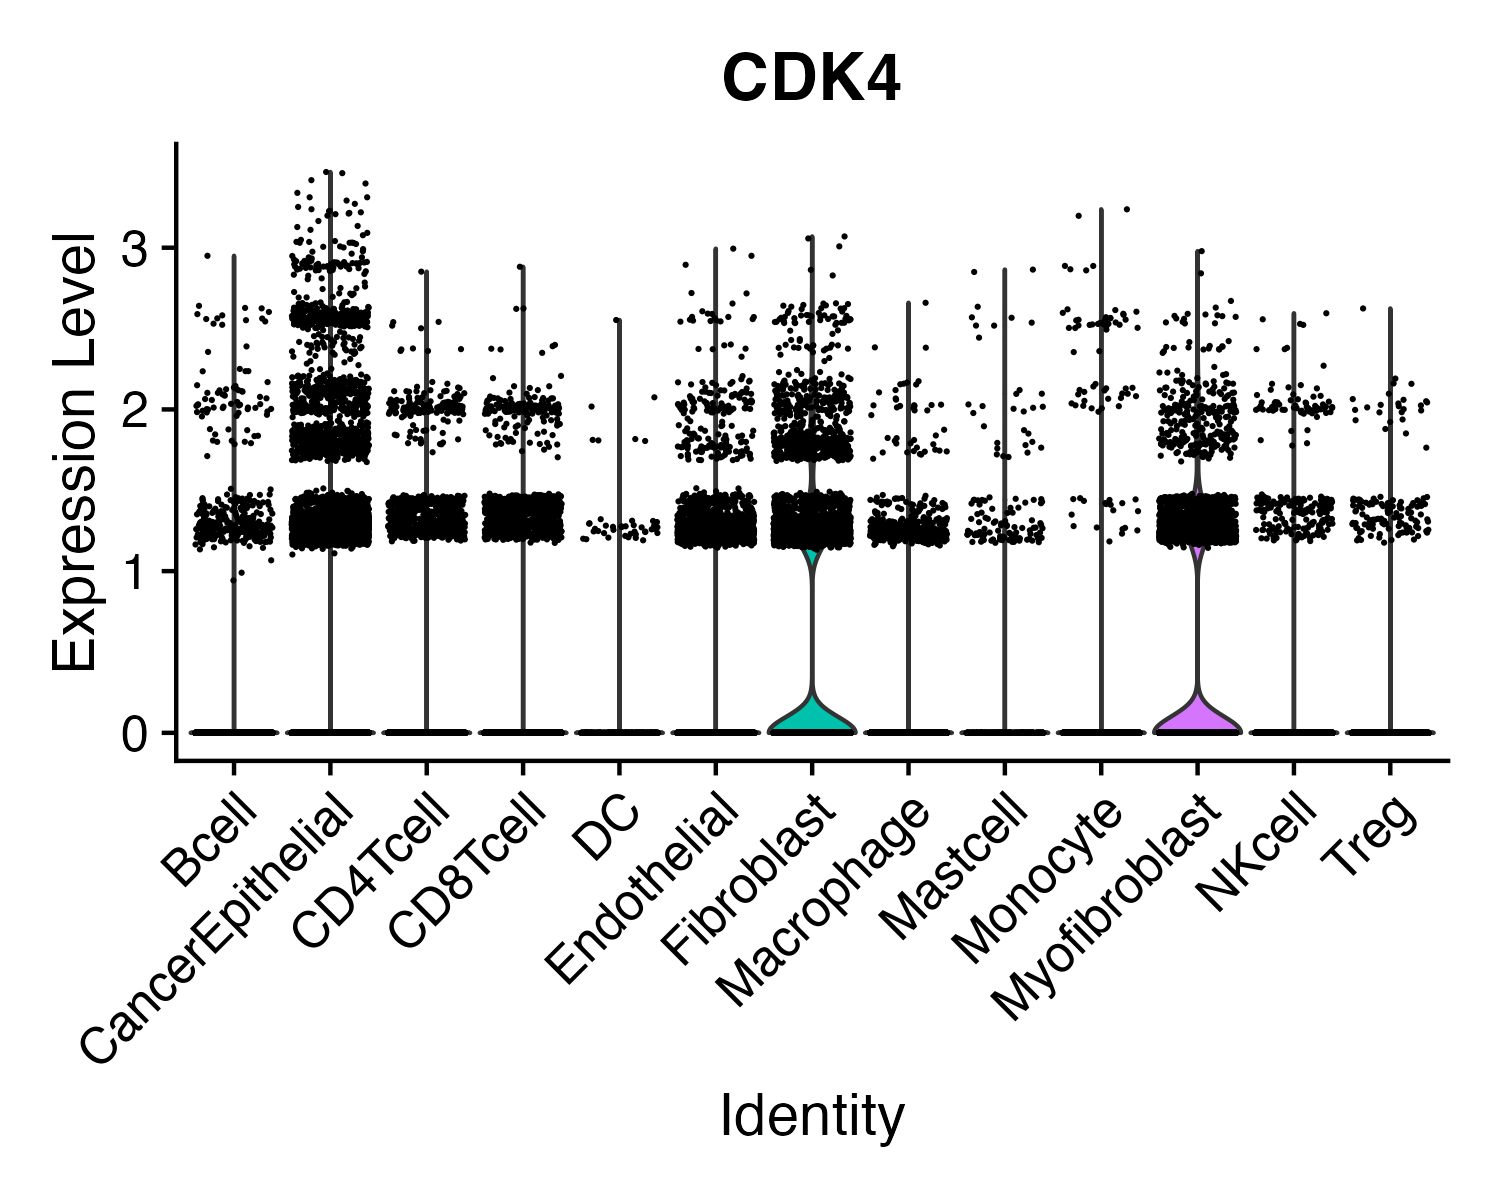 CDK4
Expression Level
3
2
1
0
Bcell
CancerEpithelial
CD4Tcell
CD8Tcell
DC
Endothelial
Fibroblast
Macrophage
Mastcell
Monocyte
Myofibroblast
NKcell
Treg
Identity